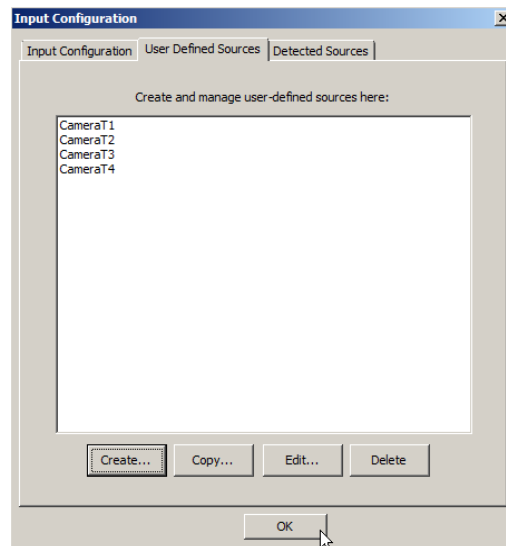 Input Configuration
Input Configuration User Defined Sources Detected Sources
Create and manage user-defined sources here:
CameraT1
CameraT2
CameraT3
CameraT4
Create... Copy... Edit... Delete
OK